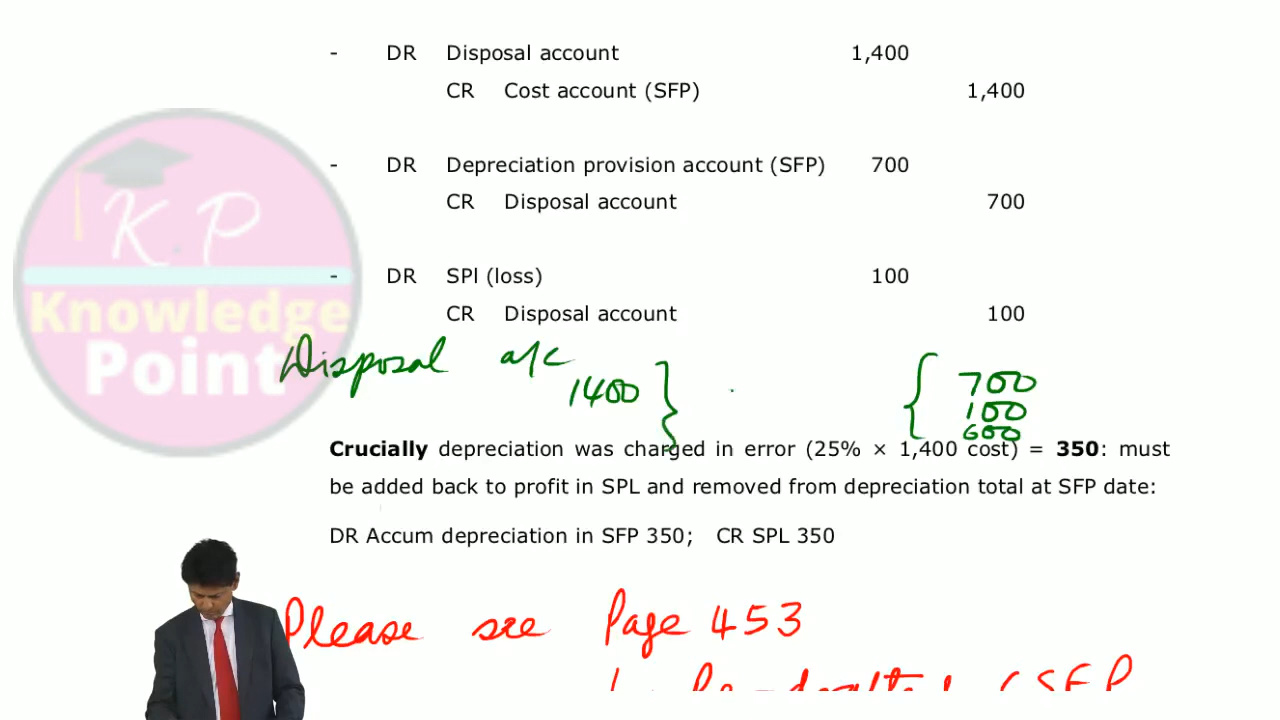 - DR Disposal account 1,400
CR Cost account (SFP) 1,400
- DR Depreciation provision account (SFP) 700
CR Disposal account 700
K.P
- DR SPl (loss) 100
Knowledge
CR Disposal account 100
Point
Disposal a/c
1400 } { 700
100
600
Crucially depreciation was charged in error (25% × 1,400 cost) = 350: must
be added back to profit in SPL and removed from depreciation total at SFP date:
DR Accum depreciation in SFP 350; CR SPL 350
Please see Page 453
(SFP